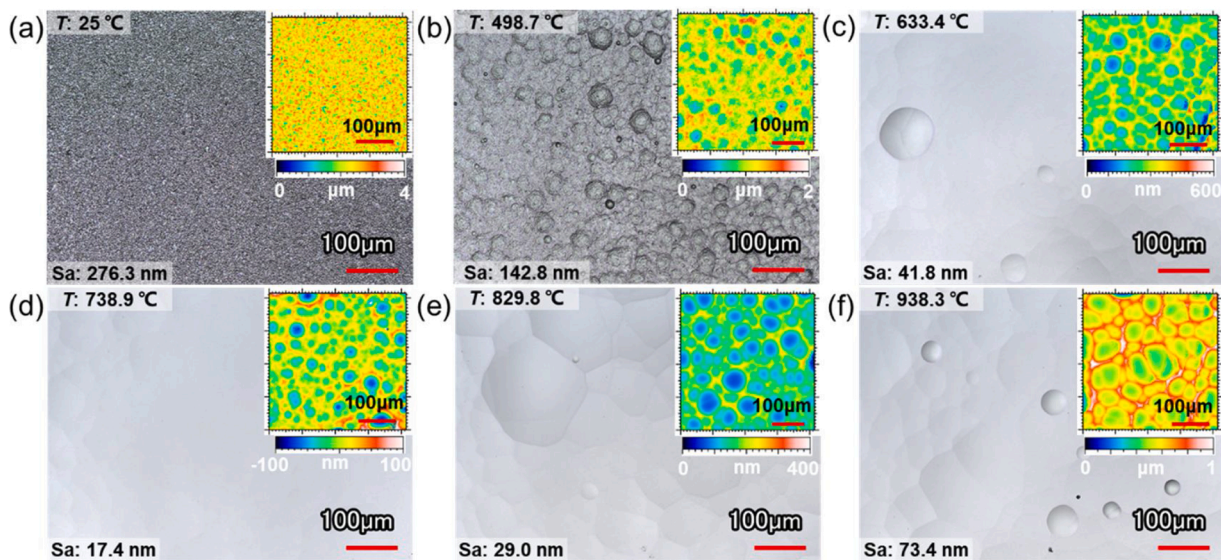 (a)
T: 25 ℃
100μm
0 μm 4
100μm
Sa: 276.3 nm
(b)
T: 498.7 ℃
100μm
0 μm 2
100μm
Sa: 142.8 nm
(c)
T: 633.4 ℃
100μm
0 nm 600
100μm
Sa: 41.8 nm
(d)
T: 738.9 ℃
100μm
-100 nm 100
100μm
Sa: 17.4 nm
(e)
T: 829.8 ℃
100μm
0 nm 400
100μm
Sa: 29.0 nm
(f)
T: 938.3 ℃
100μm
0 μm 1
100μm
Sa: 73.4 nm